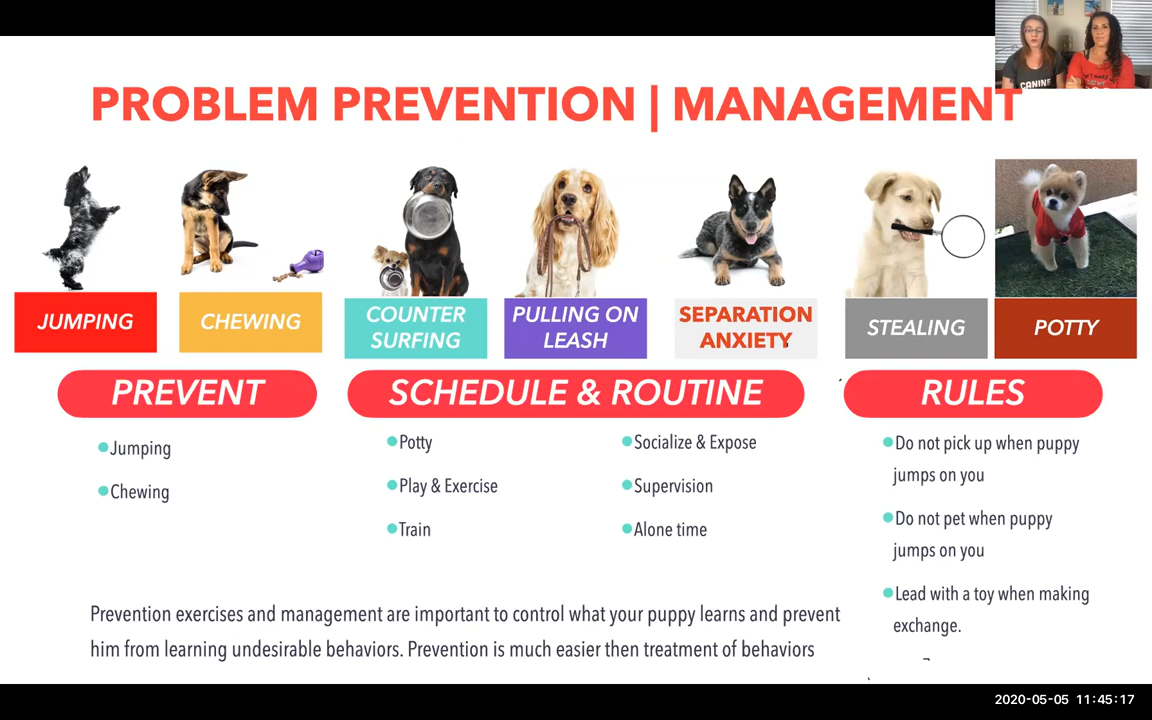 PROBLEM PREVENTION | MANAGEMENT
CANINE
JUMPING
CHEWING
COUNTER
SURFING
PULLING ON
LEASH
SEPARATION
ANXIETY
STEALING
POTTY
PREVENT
Jumping
Chewing
SCHEDULE & ROUTINE
Potty
Play & Exercise
Train
Socialize & Expose
Supervision
Alone time
RULES
Do not pick up when puppy
jumps on you
Do not pet when puppy
jumps on you
Lead with a toy when making
exchange.
Prevention exercises and management are important to control what your puppy learns and prevent
him from learning undesirable behaviors. Prevention is much easier then treatment of behaviors
2020-05-05 11:45:17